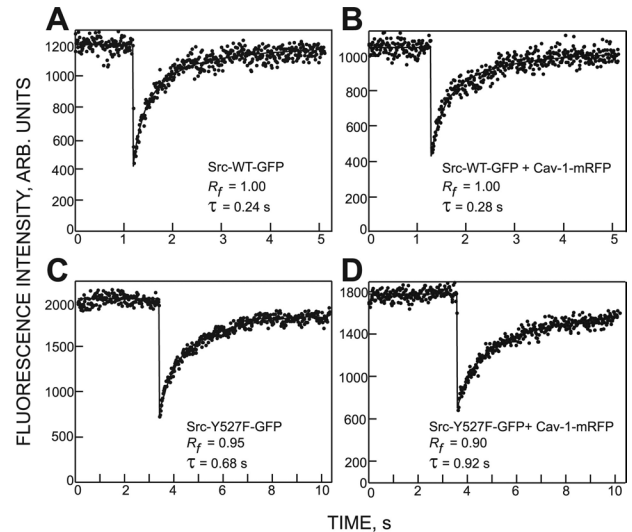 A
B
1200
1000
800
600
400
200
0
Src-WT-GFP
Rf = 1.00
τ = 0.24 s
0 1 2 3 4 5
1000
800
600
400
200
0
Src-WT-GFP + Cav-1-mRFP
Rf = 1.00
τ = 0.28 s
0 1 2 3 4 5
FLUORESCENCE INTENSITY, ARB. UNITS
C
D
2000
1500
1000
500
0
Src-Y527F-GFP
Rf = 0.95
τ = 0.68 s
0 2 4 6 8 10
1800
1400
1000
600
200
0
Src-Y527F-GFP+ Cav-1-mRFP
Rf = 0.90
τ = 0.92 s
0 2 4 6 8 10
TIME, s